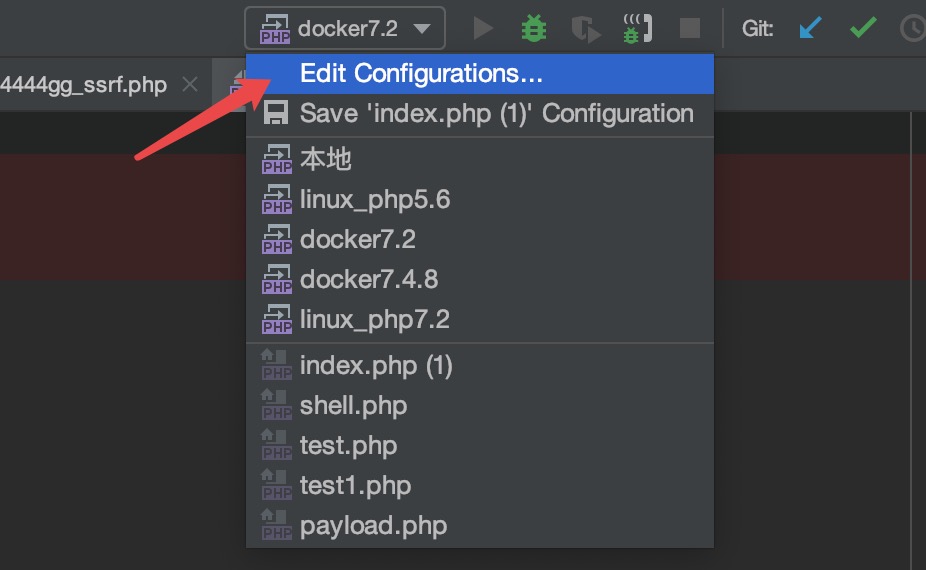 docker7.2
Git:
4444gg_ssrf.php
Edit Configurations...
Save 'index.php (1)' Configuration
PHP 本地
PHP linux_php5.6
PHP docker7.2
PHP docker7.4.8
PHP linux_php7.2
PHP index.php (1)
PHP shell.php
PHP test.php
PHP test1.php
PHP payload.php